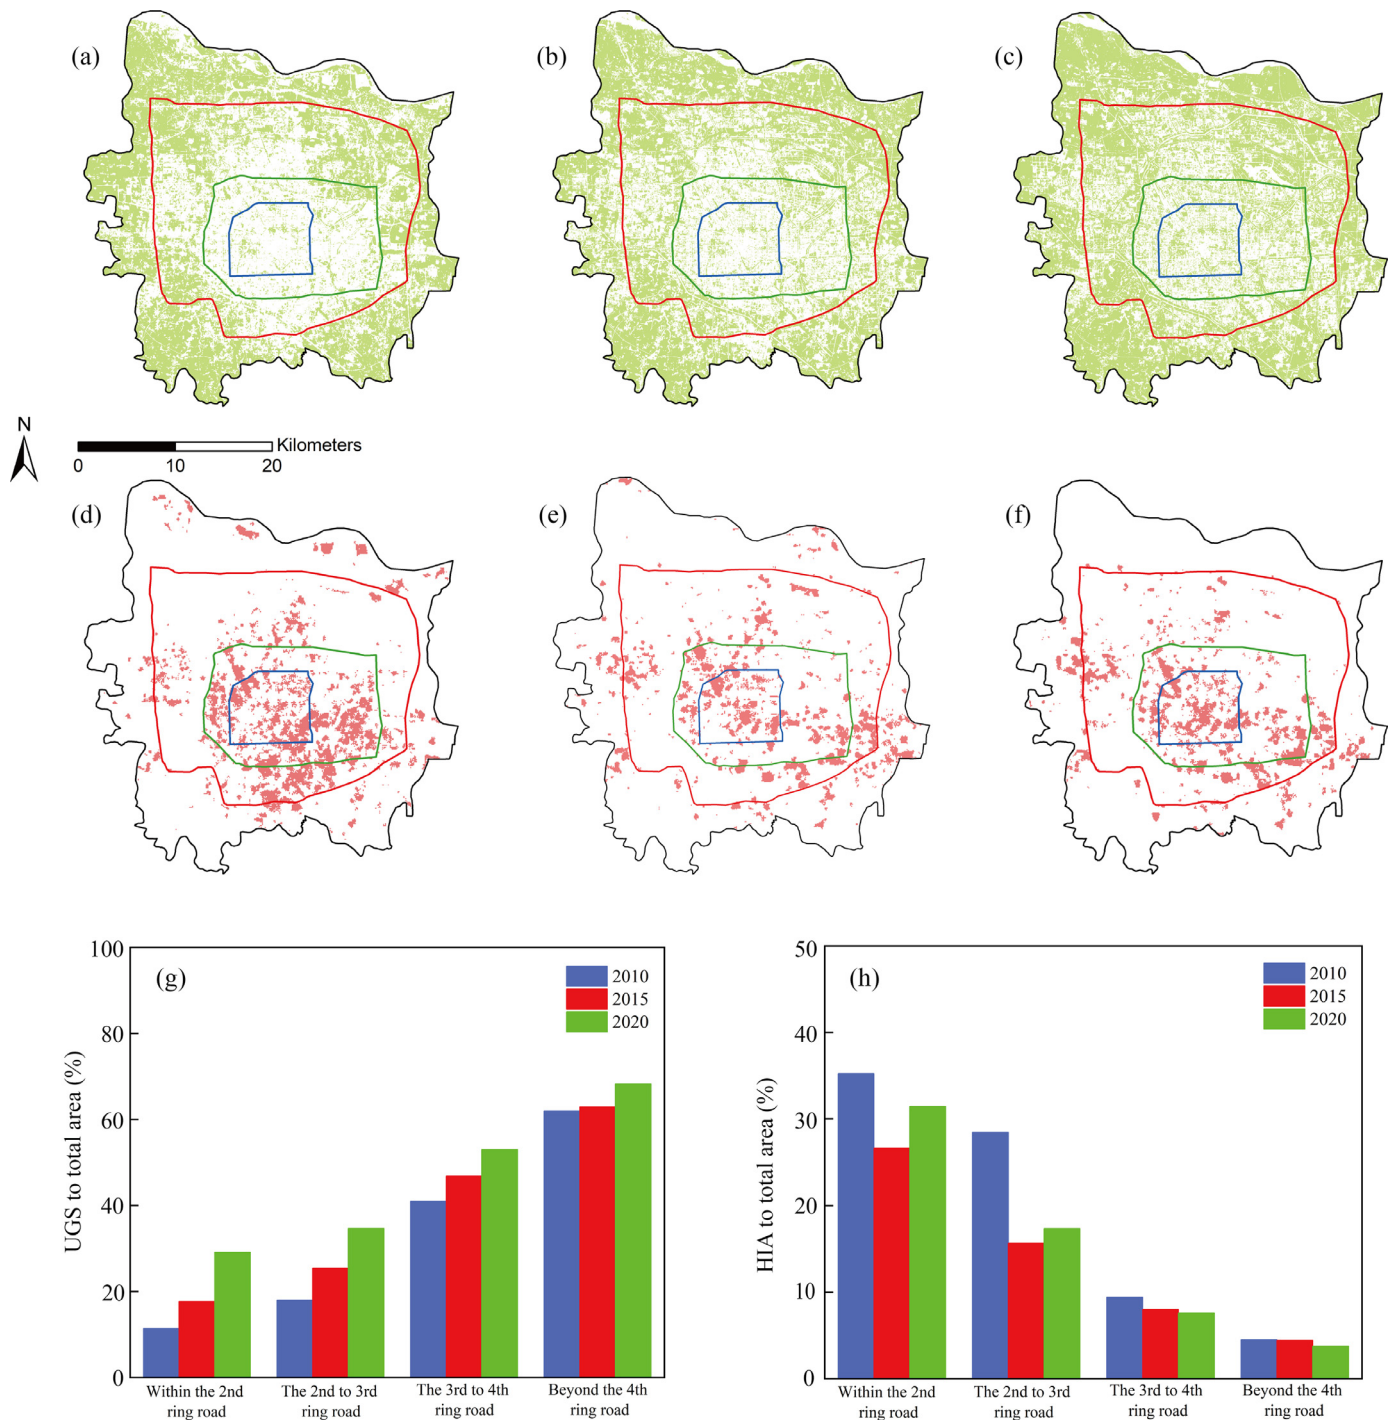 (a)
(b)
(c)
N
Kilometers
0 10 20
(d)
(e)
(f)
(g)
2010
2015
2020
UGS to total area (%)
100
80
60
40
20
0
Within the 2nd
ring road
The 2nd to 3rd
ring road
The 3rd to 4th
ring road
Beyond the 4th
ring road
(h)
2010
2015
2020
HIA to total area (%)
50
40
30
20
10
0
Within the 2nd
ring road
The 2nd to 3rd
ring road
The 3rd to 4th
ring road
Beyond the 4th
ring road